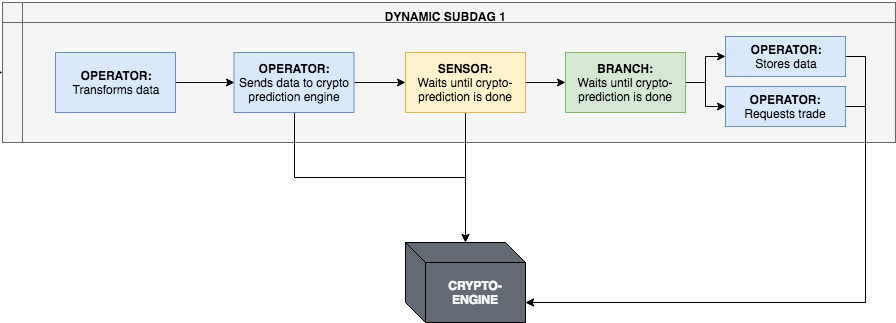 DYNAMIC SUBDAG 1
OPERATOR:
Transforms data
OPERATOR:
Sends data to crypto
prediction engine
SENSOR:
Waits until crypto-
prediction is done
BRANCH:
Waits until crypto-
prediction is done
OPERATOR:
Stores data
OPERATOR:
Requests trade
CRYPTO-
ENGINE